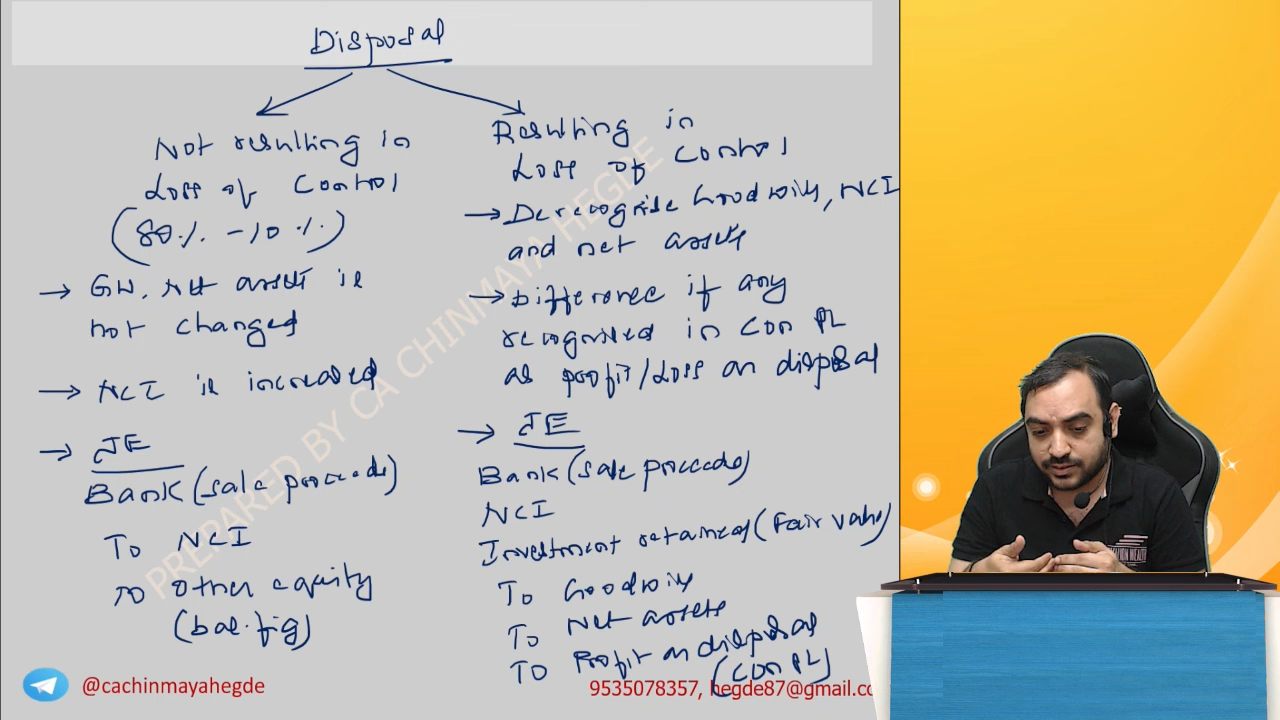 Disposal
Not resulting in
Loss of Control
(80% - 10%)
→ GW, Net asset is
not changed
→ NCI is increased
→ JE
Bank (sale proceeds)
To NCI
To Other equity
(bal. fig)
Resulting in
Loss of Control
→ Derecognise Goodwill, NCI
and net assets
→ Difference if any
recognised in Con PL
as profit/Loss on disposal
→ JE
Bank (sale proceeds)
NCI
Investment retained (Fair value)
To Goodwill
To Net assets
To Profit on disposal
(Con PL)
PREPARED BY CA CHINMAYA HEGDE
@cachinmayahegde
9535078357, hegde87@gmail.co